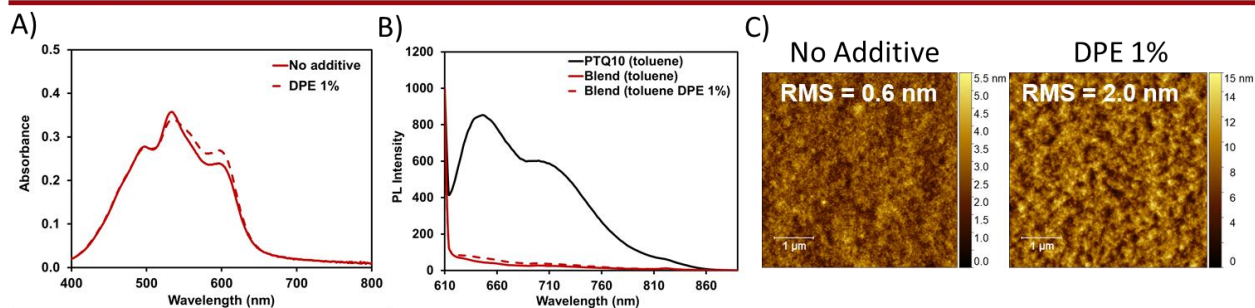 A)
0.5
0.4
0.3
0.2
0.1
0.0
Absorbance
No additive
DPE 1%
400 500 600 700 800
Wavelength (nm)
B)
1200
1000
800
600
400
200
0
PL Intensity
PTQ10 (toluene)
Blend (toluene)
Blend (toluene DPE 1%)
610 660 710 760 810 860
Wavelength (nm)
C)
No Additive
RMS = 0.6 nm
1 µm
5.5 nm
5.0
4.5
4.0
3.5
3.0
2.5
2.0
1.5
1.0
0.0
DPE 1%
RMS = 2.0 nm
1 µm
15 nm
14
12
10
8
6
4
2
0